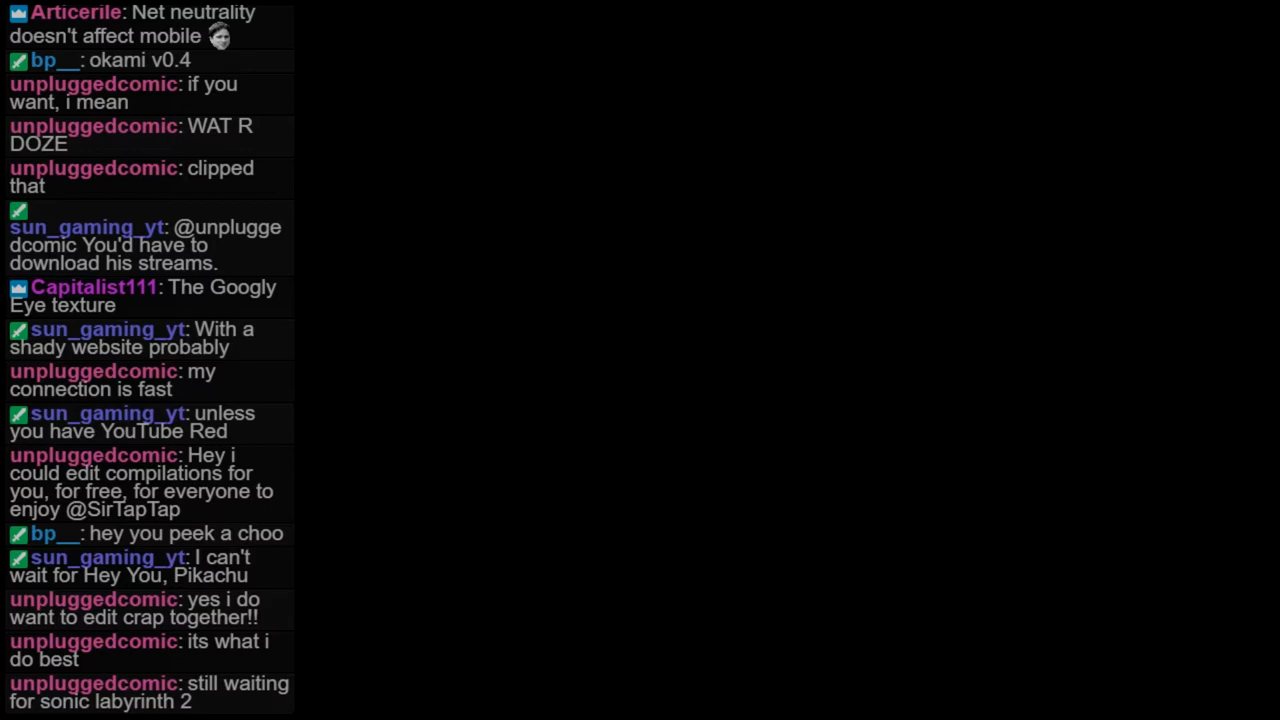 Articerile: Net neutrality
doesn't affect mobile
bp__: okami v0.4
unpluggedcomic: if you
want, i mean
unpluggedcomic: WAT R
DOZE
unpluggedcomic: clipped
that
sun_gaming_yt: @unplugge
dcomic You'd have to
download his streams.
Capitalist111: The Googly
Eye texture
sun_gaming_yt: With a
shady website probably
unpluggedcomic: my
connection is fast
sun_gaming_yt: unless
you have YouTube Red
unpluggedcomic: Hey i
could edit compilations for
you, for free, for everyone to
enjoy @SirTapTap
bp__: hey you peek a choo
sun_gaming_yt: I can't
wait for Hey You, Pikachu
unpluggedcomic: yes i do
want to edit crap together!!
unpluggedcomic: its what i
do best
unpluggedcomic: still waiting
for sonic labyrinth 2